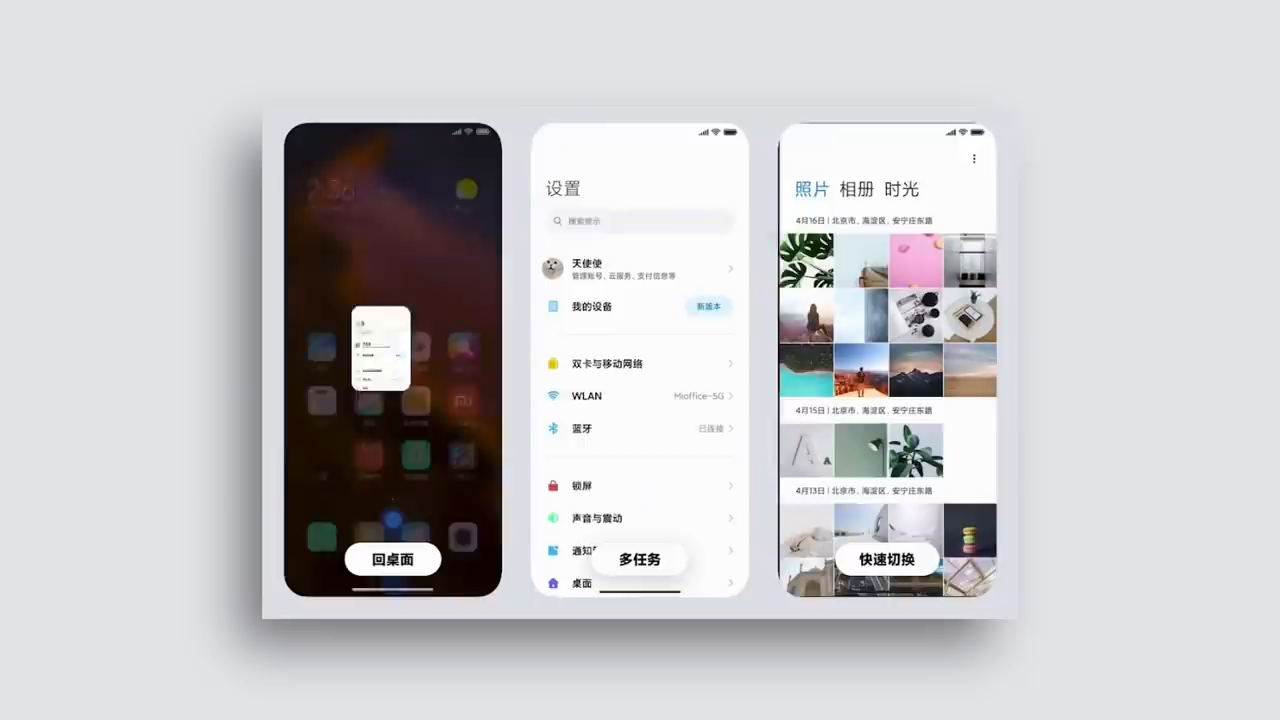 2:36
回桌面
设置
搜索提示
天使使
管理账号、云服务、支付信息等
我的设备
新版本
双卡与移动网络
WLAN
Mioffice-5G
蓝牙
已连接
锁屏
声音与震动
通知
多任务
桌面
照片 相册 时光
4月16日 | 北京市、海淀区、安宁庄东路
4月15日 | 北京市、海淀区、安宁庄东路
A
4月13日 | 北京市、海淀区、安宁庄东路
快速切换